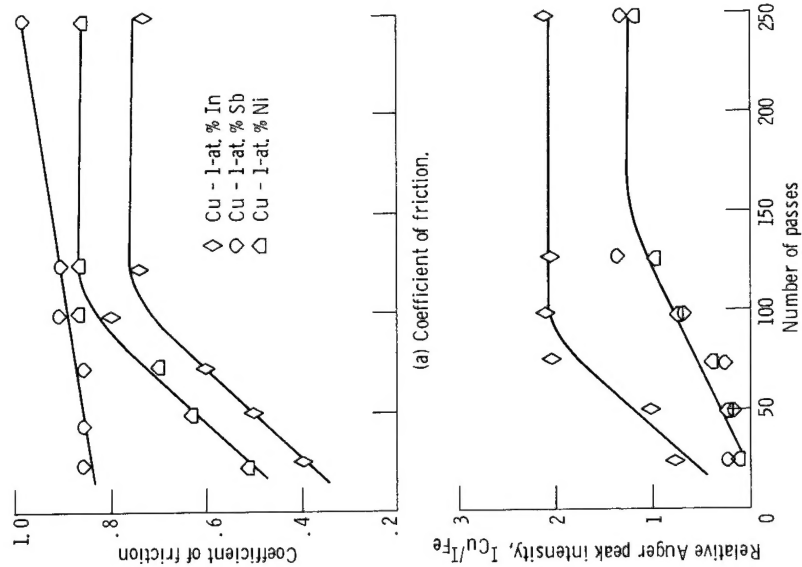 1.0
.8
.6
.4
.2
Coefficient of friction
◇ Cu - 1-at. % In
○ Cu - 1-at. % Sb
⌂ Cu - 1-at. % Ni
(a) Coefficient of friction.
3
2
1
0
Relative Auger peak intensity, I_Cu/I_Fe
0 50 100 150 200 250
Number of passes